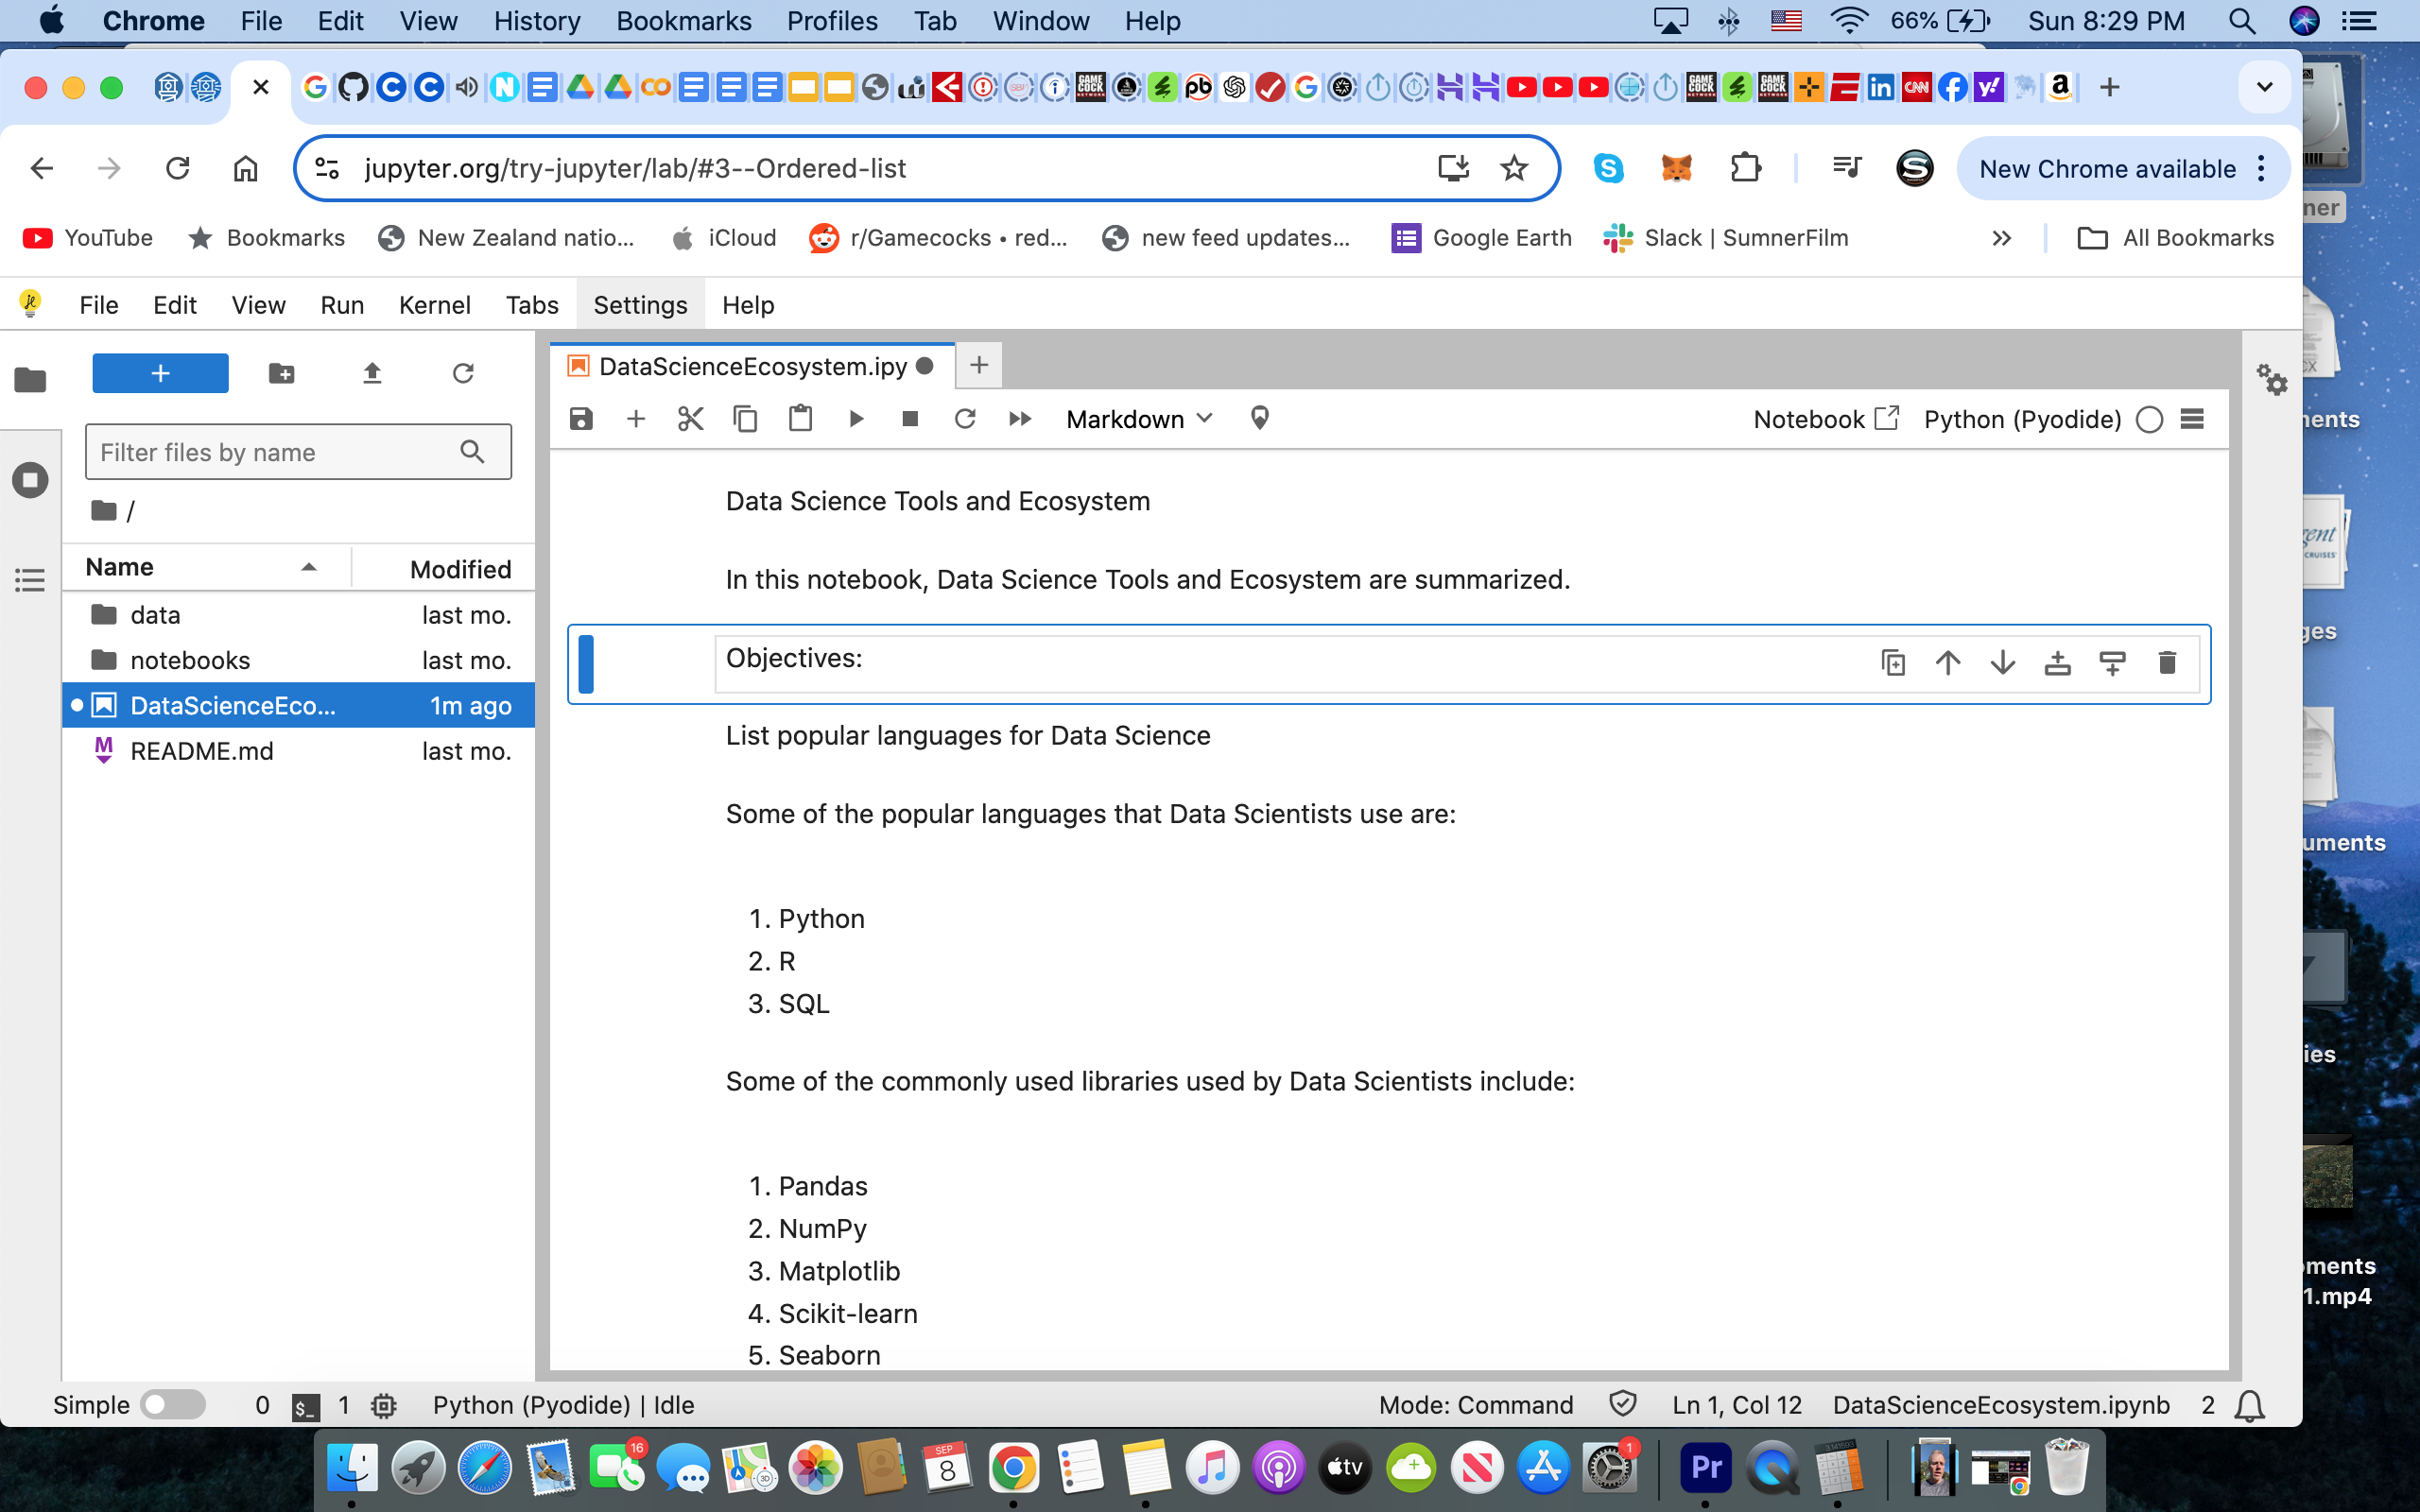 Chrome File Edit View History Bookmarks Profiles Tab Window Help 66% Sun 8:29 PM
jupyter.org/try-jupyter/lab/#3--Ordered-list New Chrome available
YouTube Bookmarks New Zealand natio... iCloud r/Gamecocks • red... new feed updates... Google Earth Slack | SumnerFilm All Bookmarks
File Edit View Run Kernel Tabs Settings Help
DataScienceEcosystem.ipy
Markdown Notebook Python (Pyodide)
Filter files by name
/
Name Modified
data last mo.
notebooks last mo.
DataScienceEco... 1m ago
README.md last mo.
Data Science Tools and Ecosystem
In this notebook, Data Science Tools and Ecosystem are summarized.
Objectives:
List popular languages for Data Science
Some of the popular languages that Data Scientists use are:
1. Python
2. R
3. SQL
Some of the commonly used libraries used by Data Scientists include:
1. Pandas
2. NumPy
3. Matplotlib
4. Scikit-learn
5. Seaborn
Simple 0 1 Python (Pyodide) | Idle Mode: Command Ln 1, Col 12 DataScienceEcosystem.ipynb 2
1.mp4
16
SEP
8
tv
1
Pr